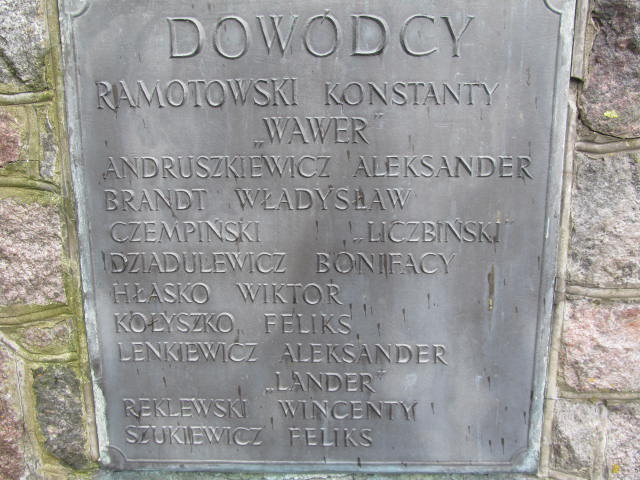 DOWÓDCY
RAMOTOWSKI KONSTANTY
„WAWER"
ANDRUSZKIEWICZ ALEKSANDER
BRANDT WŁADYSŁAW
CZEMPIŃSKI „LICZBIŃSKI"
DZIADULEWICZ BONIFACY
HŁASKO WIKTOR
KOŁYSZKO FELIKS
LENKIEWICZ ALEKSANDER
„LANDER"
RĘKLEWSKI WINCENTY
SZUKIEWICZ FELIKS